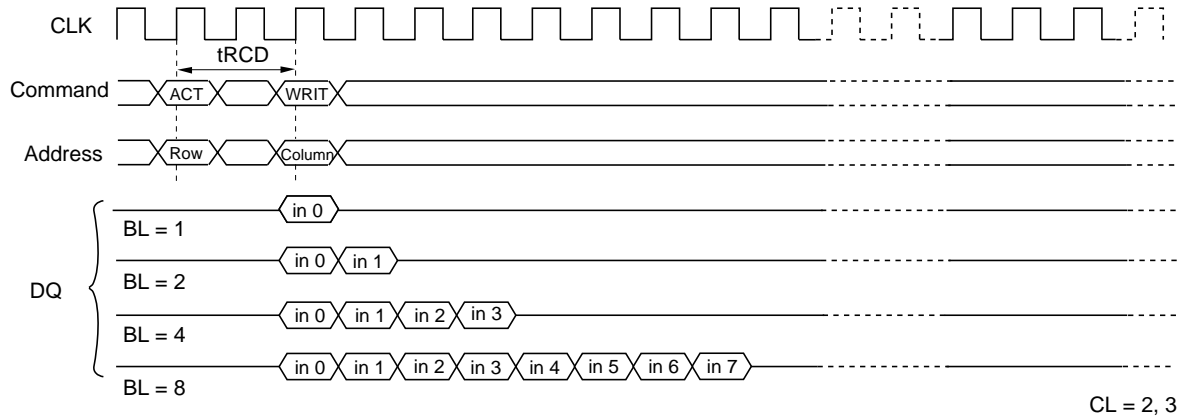 CLK
tRCD
Command ACT WRIT
Address Row Column
in 0
BL = 1
in 0 in 1
BL = 2
DQ
in 0 in 1 in 2 in 3
BL = 4
in 0 in 1 in 2 in 3 in 4 in 5 in 6 in 7
BL = 8
CL = 2, 3